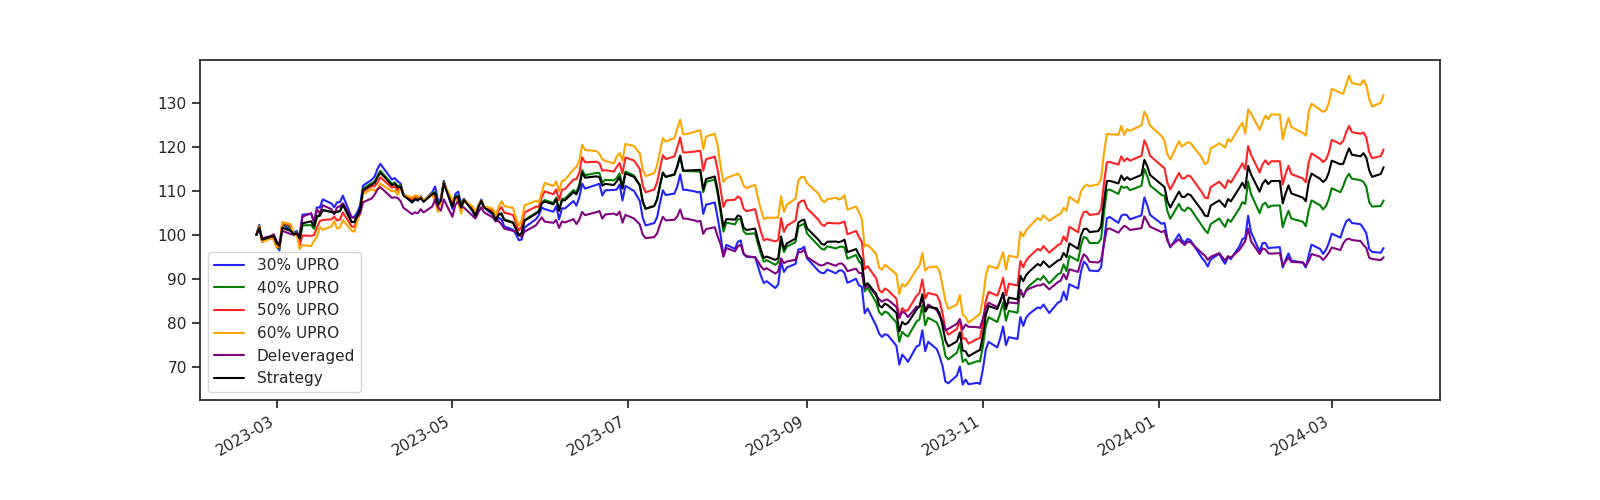 130
120
110
100
90
80
70
30% UPRO
40% UPRO
50% UPRO
60% UPRO
Deleveraged
Strategy
2023-03
2023-05
2023-07
2023-09
2023-11
2024-01
2024-03